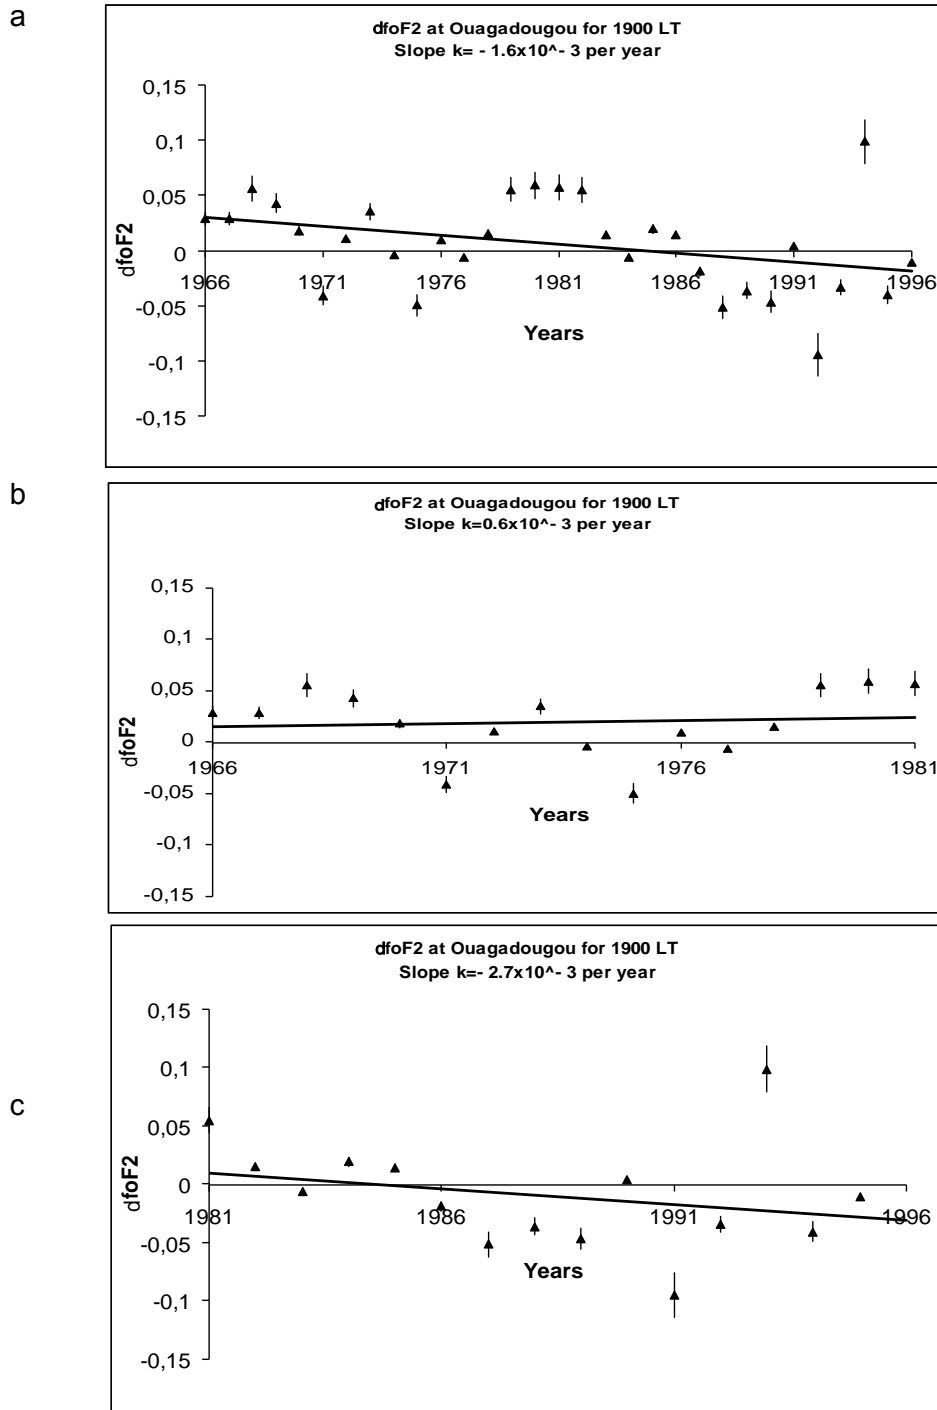 a
dfoF2 at Ouagadougou for 1900 LT
Slope k= - 1.6x10^- 3 per year
0,15
0,1
0,05
0
-0,05
-0,1
-0,15
dfoF2
1966 1971 1976 1981 1986 1991 1996
Years
b
dfoF2 at Ouagadougou for 1900 LT
Slope k=0.6x10^- 3 per year
0,15
0,1
0,05
0
-0,05
-0,1
-0,15
dfoF2
1966 1971 1976 1981
Years
c
dfoF2 at Ouagadougou for 1900 LT
Slope k=- 2.7x10^- 3 per year
0,15
0,1
0,05
0
-0,05
-0,1
-0,15
dfoF2
1981 1986 1991 1996
Years